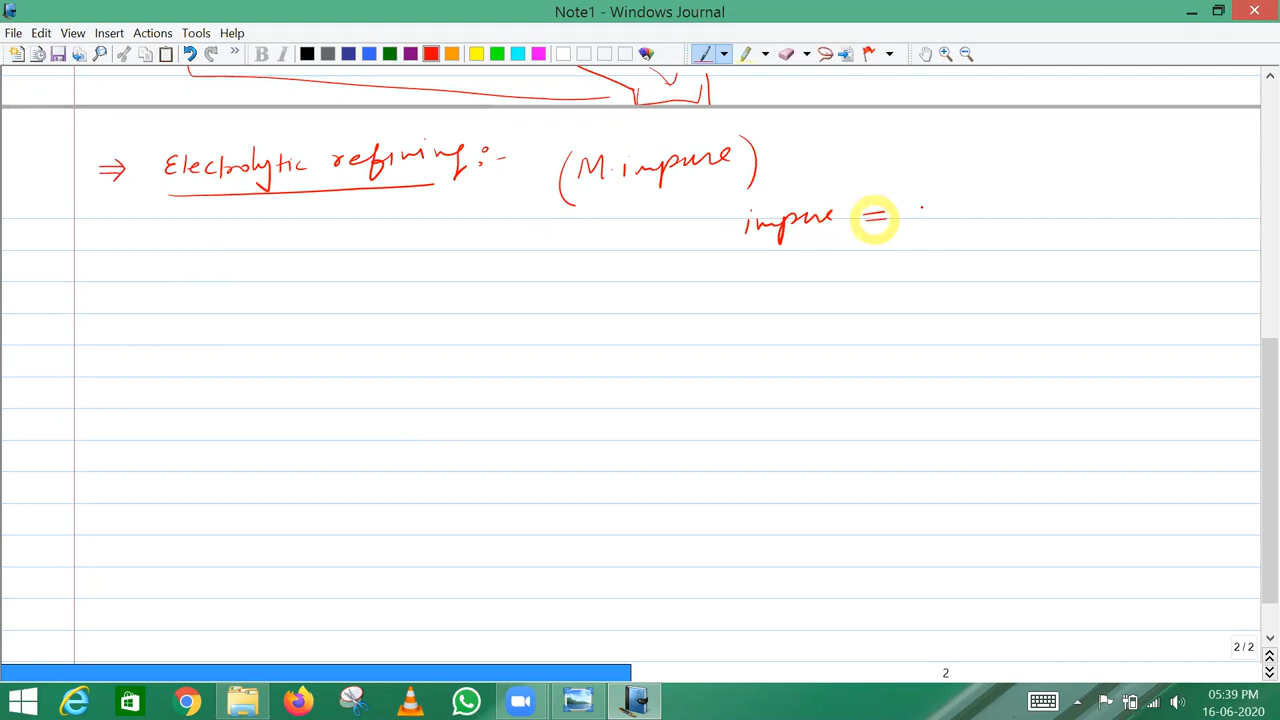 Note1 - Windows Journal
File Edit View Insert Actions Tools Help
⇒ Electrolytic refining :- (M. impure)
impure =
2/2
2
05:39 PM
16-06-2020